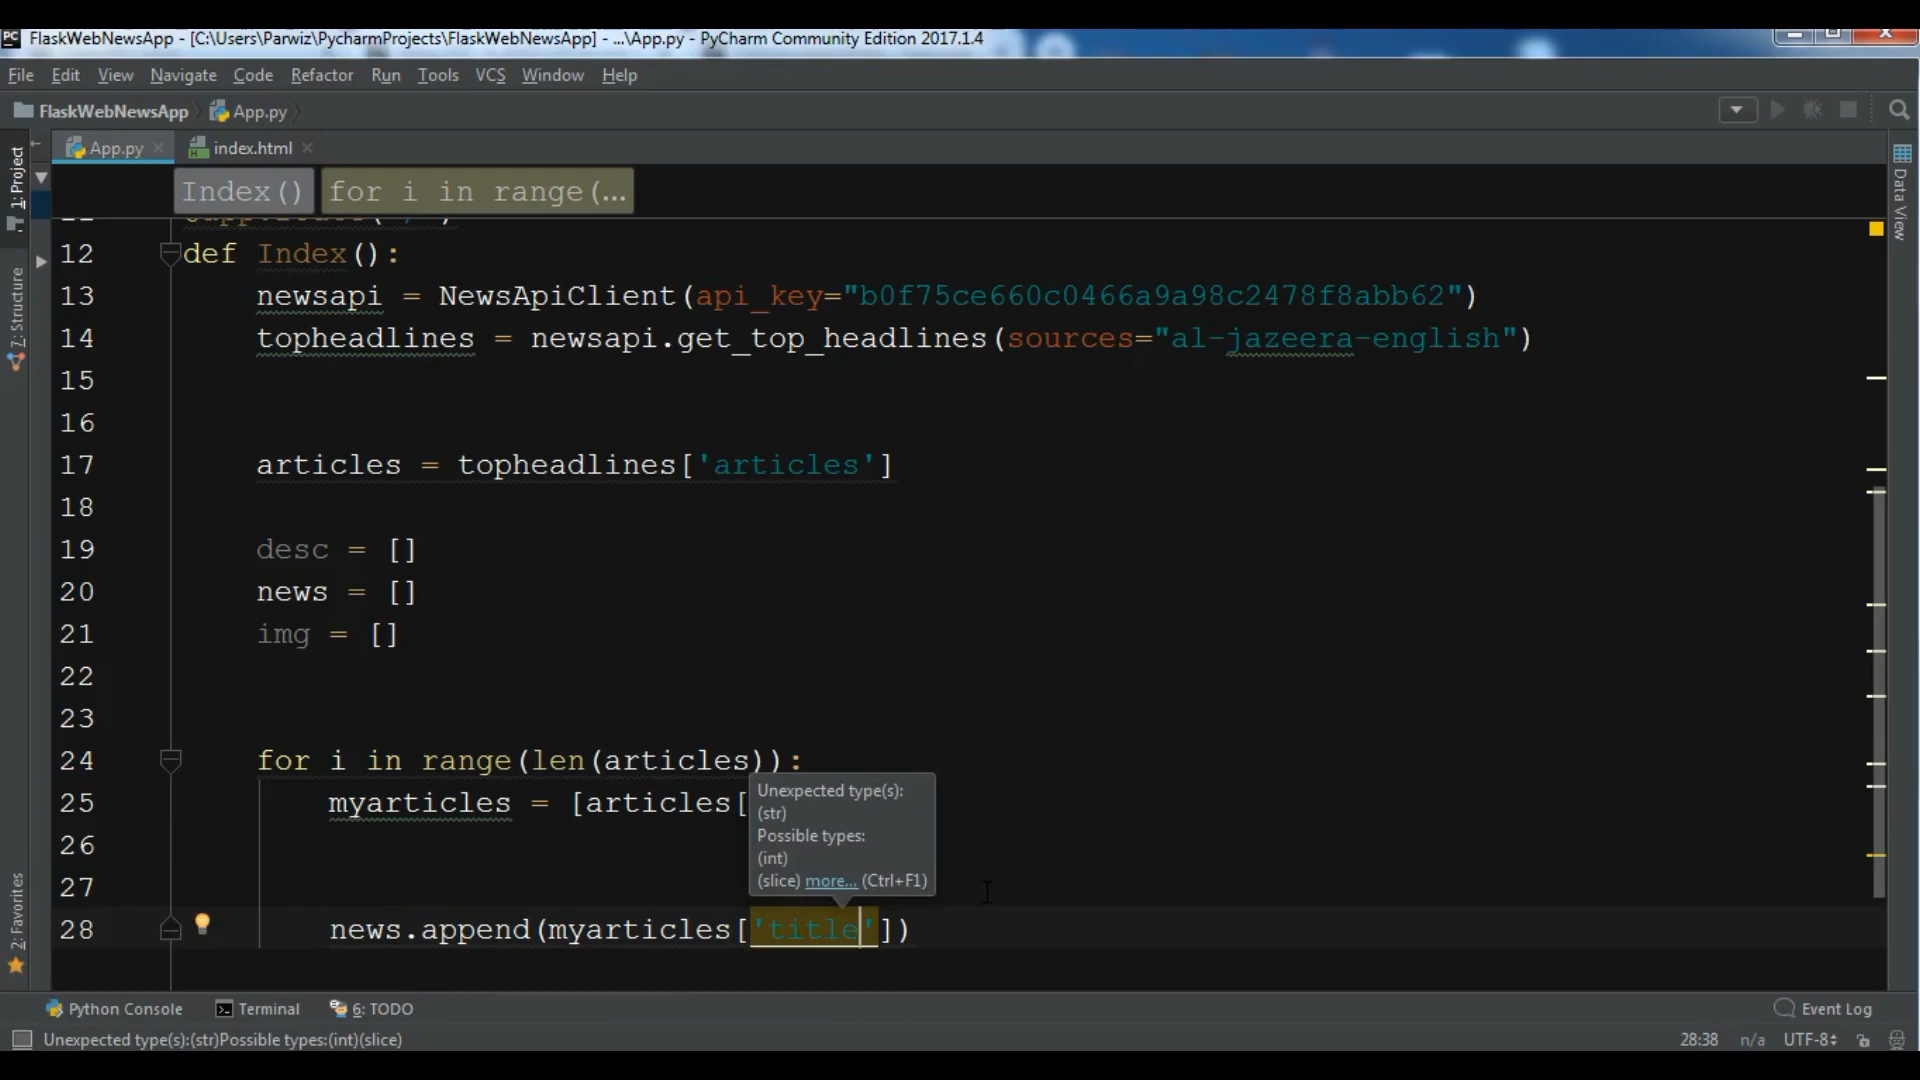 FlaskWebNewsApp - [C:\Users\Parwiz\PycharmProjects\FlaskWebNewsApp] - ...\App.py - PyCharm Community Edition 2017.1.4
File Edit View Navigate Code Refactor Run Tools VCS Window Help
FlaskWebNewsApp App.py
App.py index.html
Index() for i in range(...
12 def Index():
13 newsapi = NewsApiClient(api_key="b0f75ce660c0466a9a98c2478f8abb62")
14 topheadlines = newsapi.get_top_headlines(sources="al-jazeera-english")
15
16
17 articles = topheadlines['articles']
18
19 desc = []
20 news = []
21 img = []
22
23
24 for i in range(len(articles)):
25 myarticles = [articles[
26
27
28 news.append(myarticles['title'])
Unexpected type(s):
(str)
Possible types:
(int)
(slice) more... (Ctrl+F1)
1: Project
7: Structure
2: Favorites
Data View
Python Console Terminal 6: TODO Event Log
Unexpected type(s):(str)Possible types:(int)(slice) 28:38 n/a UTF-8